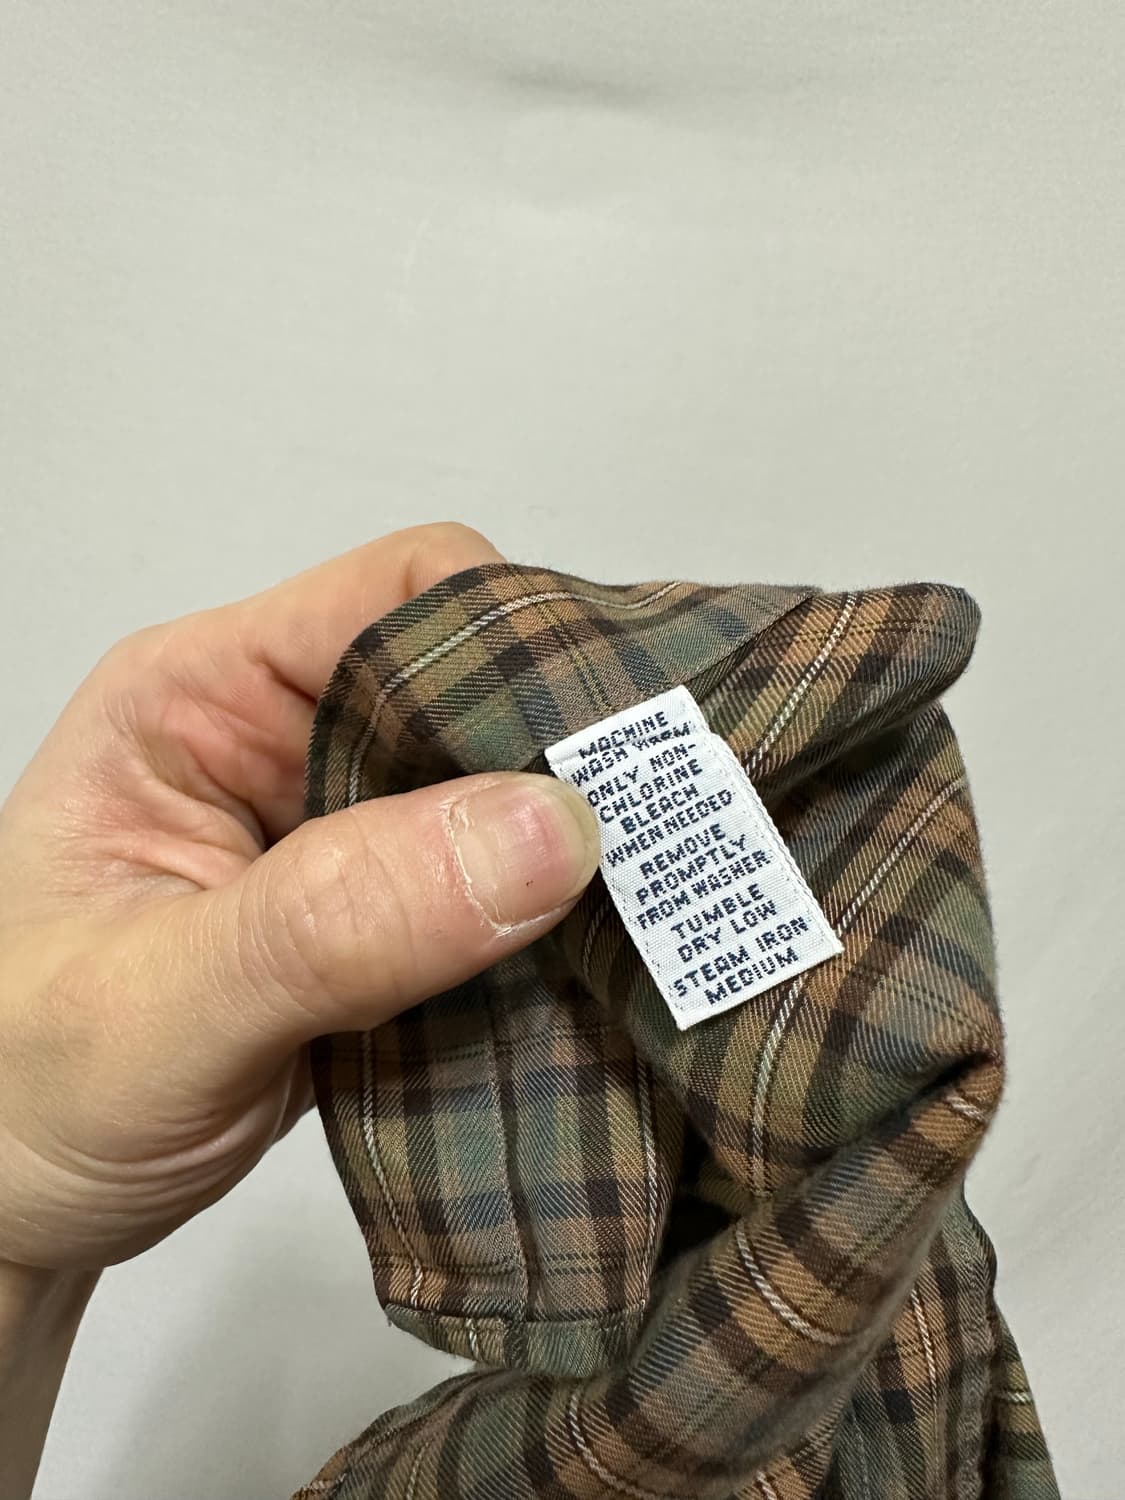 MACHINE
WASH WARM
ONLY NON-
CHLORINE
BLEACH
WHEN NEEDED
REMOVE
PROMPTLY
FROM WASHER
TUMBLE
DRY LOW
STEAM IRON
MEDIUM